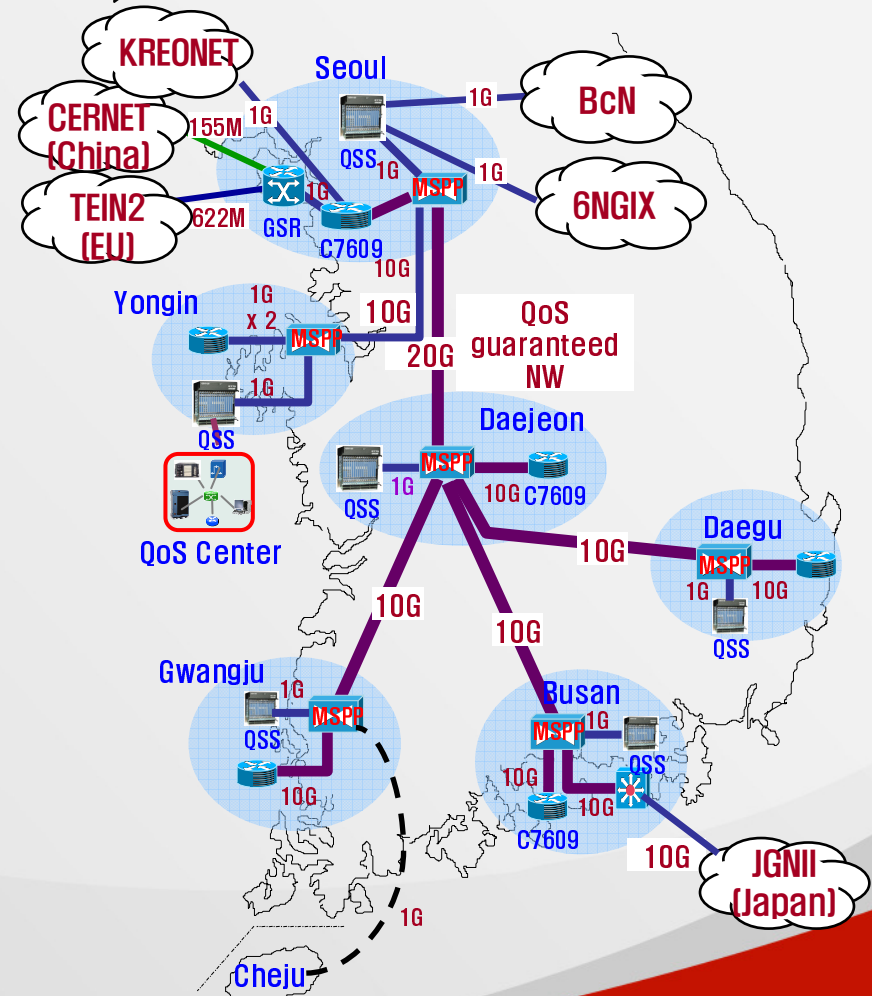 KREONET
Seoul
CERNET
(China)
155M
1G
1G
BcN
QSS
1G
MSPP
1G
TEIN2
(EU)
622M
1G
GSR
C7609
6NGIX
10G
Yongin
1G
x 2
MSPP
10G
20G
QoS
guaranteed
NW
1G
QSS
Daejeon
MSPP
1G
QSS
10G
C7609
QoS Center
Daegu
10G
MSPP
1G
10G
QSS
10G
10G
Gwangju
1G
MSPP
QSS
10G
Busan
MSPP
1G
QSS
10G
10G
C7609
10G
JGNII
(Japan)
1G
Cheju